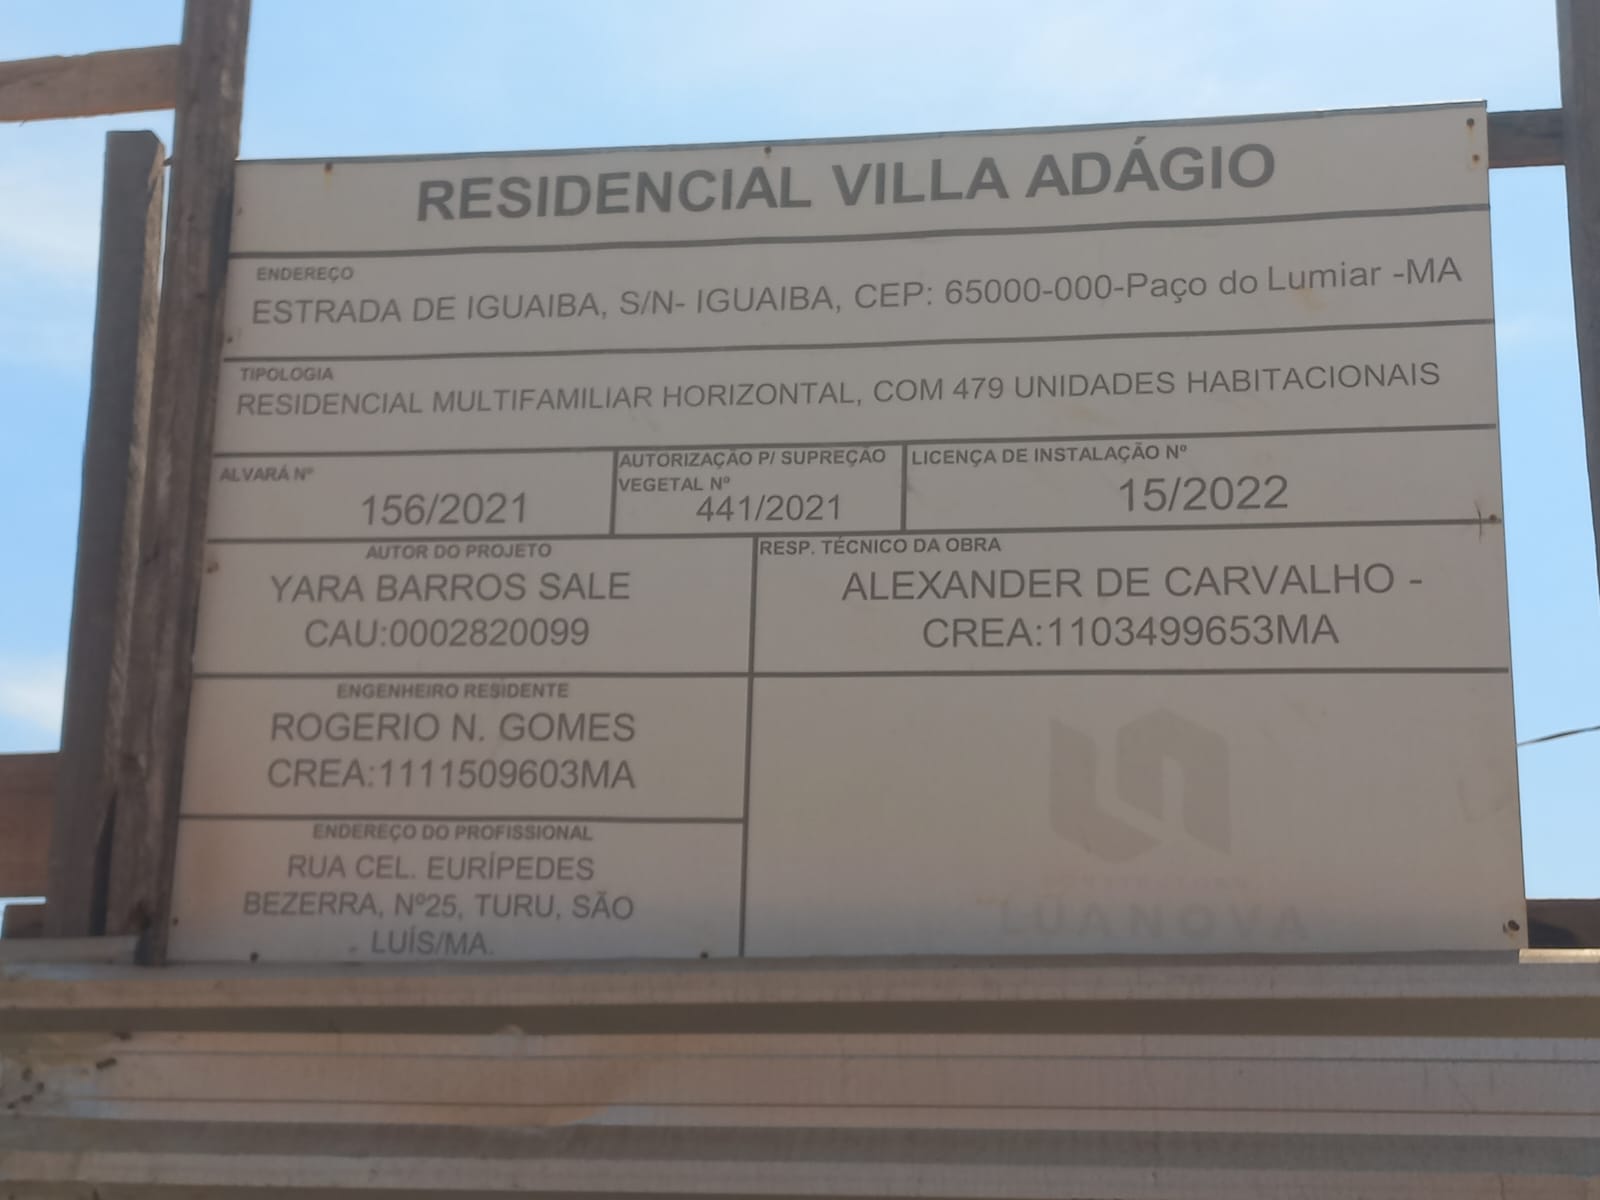 RESIDENCIAL VILLA ADÁGIO
ENDEREÇO
ESTRADA DE IGUAIBA, S/N- IGUAIBA, CEP: 65000-000-Paço do Lumiar -MA
TIPOLOGIA
RESIDENCIAL MULTIFAMILIAR HORIZONTAL, COM 479 UNIDADES HABITACIONAIS
ALVARÁ Nº
156/2021
AUTORIZAÇÃO P/ SUPREÇÃO
VEGETAL Nº
441/2021
LICENÇA DE INSTALAÇÃO Nº
15/2022
AUTOR DO PROJETO
YARA BARROS SALE
CAU:0002820099
RESP. TÉCNICO DA OBRA
ALEXANDER DE CARVALHO -
CREA:1103499653MA
ENGENHEIRO RESIDENTE
ROGERIO N. GOMES
CREA:1111509603MA
ENDEREÇO DO PROFISSIONAL
RUA CEL. EURÍPEDES
BEZERRA, Nº25, TURU, SÃO
LUÍS/MA.
LUANOVA